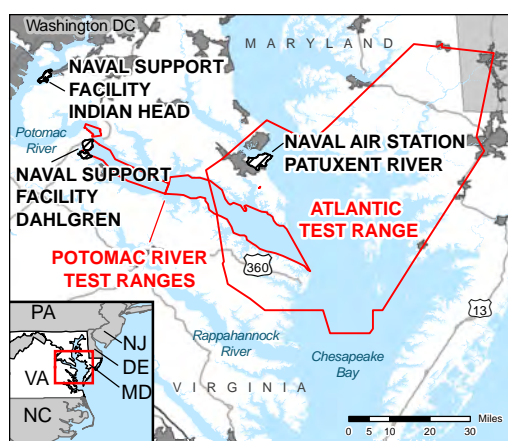 Washington DC
MARYLAND
NAVAL SUPPORT
FACILITY
INDIAN HEAD
Potomac
River
NAVAL AIR STATION
PATUXENT RIVER
NAVAL SUPPORT
FACILITY
DAHLGREN
ATLANTIC
TEST RANGE
POTOMAC RIVER
TEST RANGES
360
13
Rappahannock
River
Chesapeake
Bay
VIRGINIA
PA
NJ
DE
MD
VA
NC
Miles
0 5 10 20 30